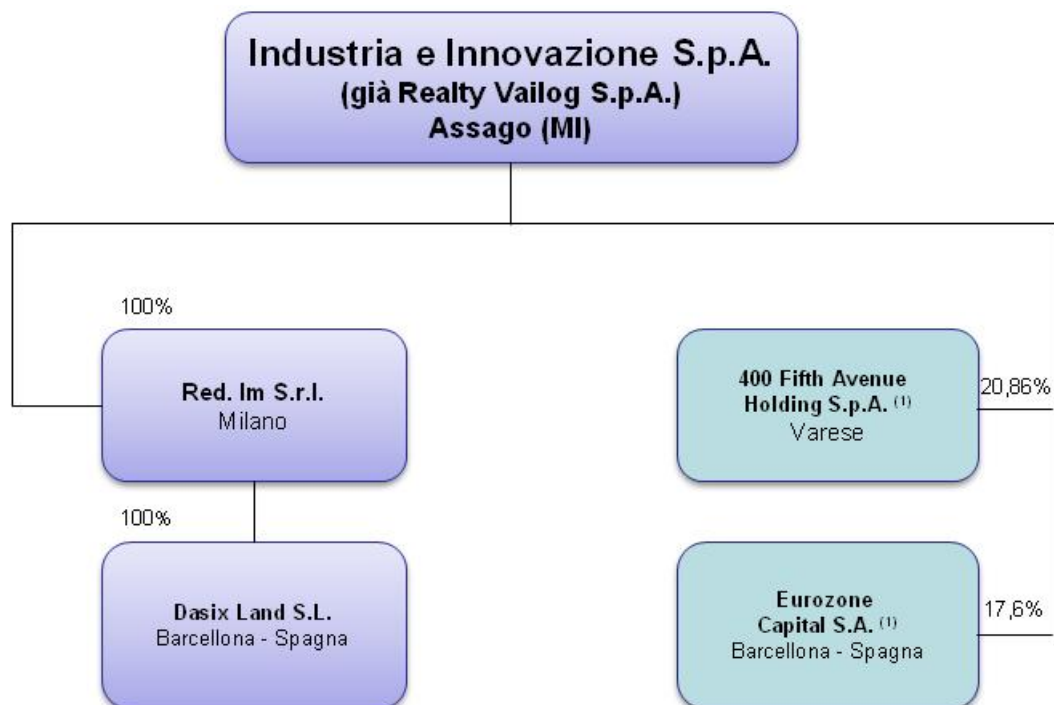 Industria e Innovazione S.p.A.
(già Realty Vailog S.p.A.)
Assago (MI)
100%
Red. Im S.r.l.
Milano
400 Fifth Avenue
Holding S.p.A. (1)
Varese
20,86%
100%
Dasix Land S.L.
Barcellona - Spagna
Eurozone
Capital S.A. (1)
Barcellona - Spagna
17,6%